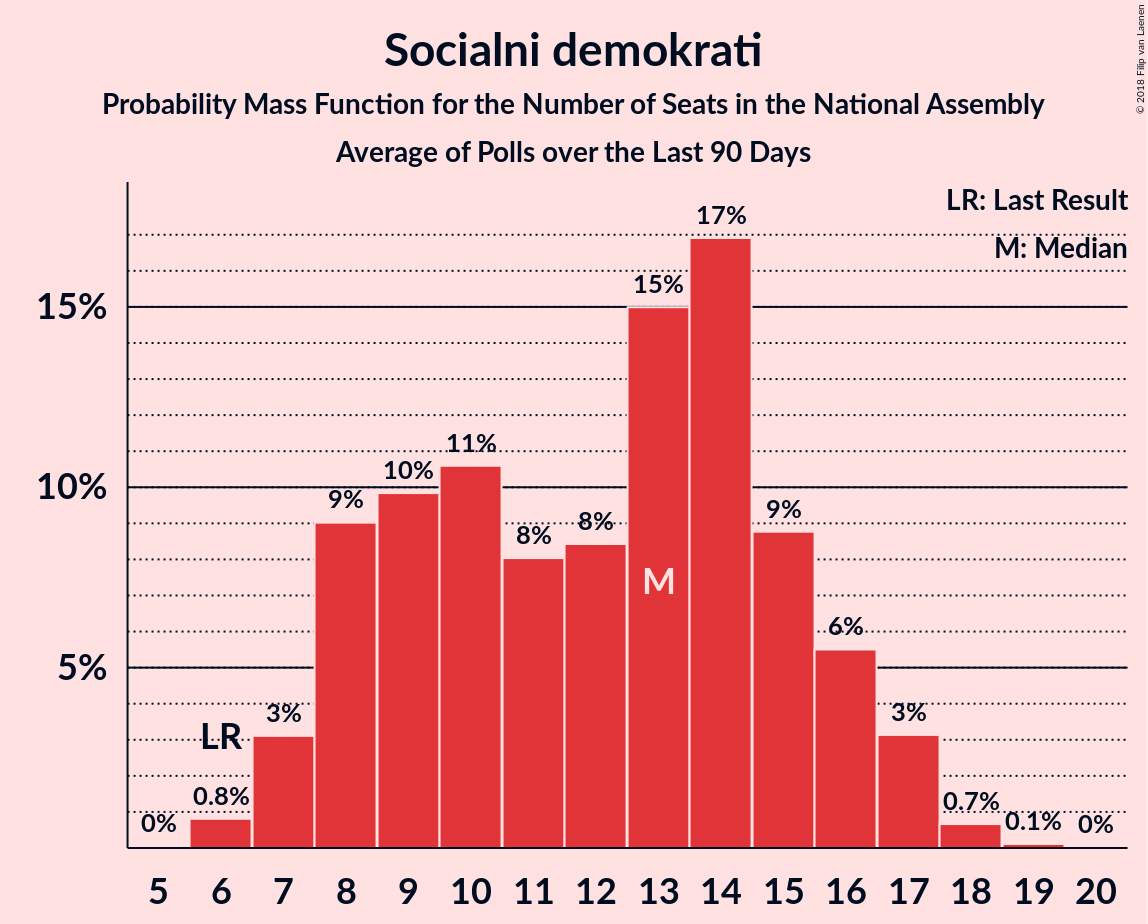 Socialni demokrati
Probability Mass Function for the Number of Seats in the National Assembly
Average of Polls over the Last 90 Days
© 2018 Filip van Laenen
LR: Last Result
M: Median
17%
15%
15%
11%
10%
10%
9%
9%
8%
8%
M
6%
5%
3%
3%
LR
0.8%
0.7%
0.1%
0%
0%
5 6 7 8 9 10 11 12 13 14 15 16 17 18 19 20